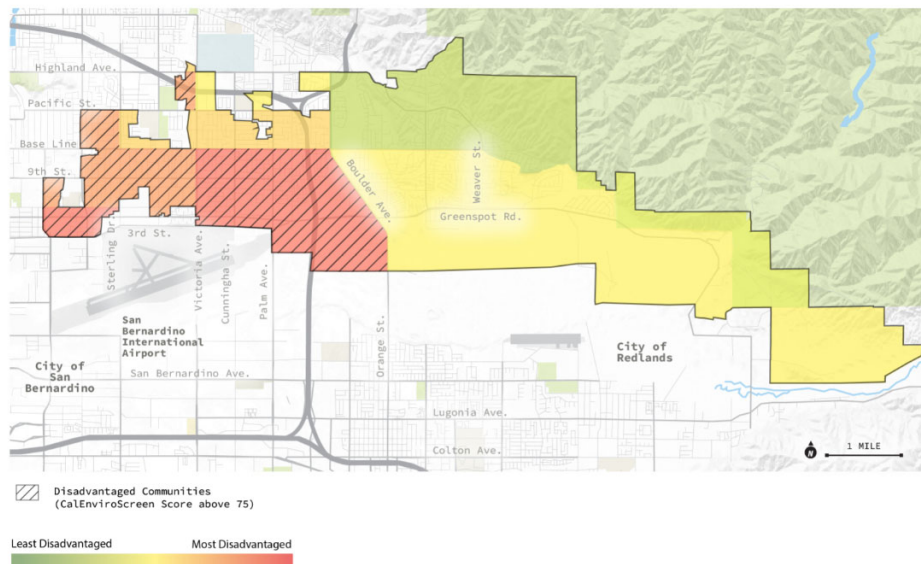 Highland Ave.
Pacific St.
Base Line
9th St.
Boulder Ave.
Weaver St.
Greenspot Rd.
Sterling Dr.
3rd St.
Victoria Ave.
Cunningha St.
Palm Ave.
Orange St.
San
Bernardino
International
Airport
City of
San
Bernardino
City of
Redlands
San Bernardino Ave.
Lugonia Ave.
Colton Ave.
N
1 MILE
Disadvantaged Communities
(CalEnviroScreen Score above 75)
Least Disadvantaged
Most Disadvantaged